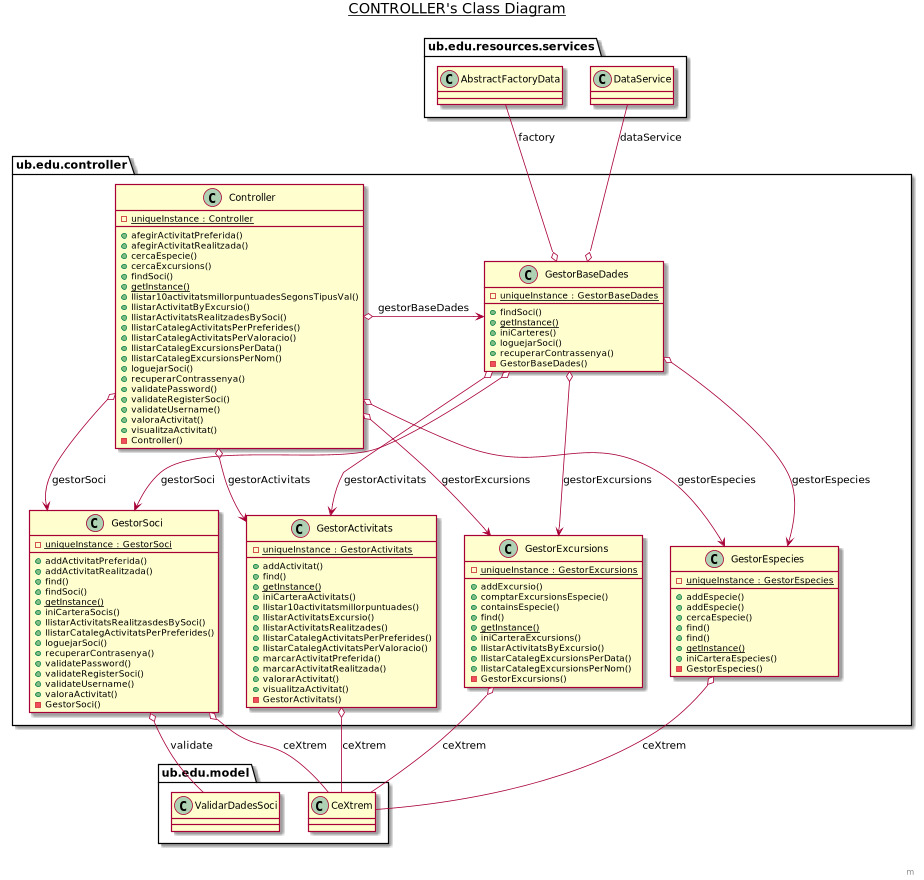 CONTROLLER's Class Diagram
ub.edu.resources.services
C AbstractFactoryData
C DataService
factory
dataService
ub.edu.controller
C Controller
uniqueInstance : Controller
afegirActivitatPreferida()
afegirActivitatRealitzada()
cercaEspecie()
cercaExcursions()
findSoci()
getInstance()
llistar10activitatsmillorpuntuadesSegonsTipusVal()
llistarActivitatByExcursio()
llistarActivitatsRealitzadesBySoci()
llistarCatalegActivitatsPerPreferides()
llistarCatalegActivitatsPerValoracio()
llistarCatalegExcursionsPerData()
llistarCatalegExcursionsPerNom()
loguejarSoci()
recuperarContrassenya()
validatePassword()
validateRegisterSoci()
validateUsername()
valoraActivitat()
visualitzaActivitat()
Controller()
gestorBaseDades
C GestorBaseDades
uniqueInstance : GestorBaseDades
findSoci()
getInstance()
iniCarteres()
loguejarSoci()
recuperarContrassenya()
GestorBaseDades()
gestorSoci
gestorSoci
gestorActivitats
gestorActivitats
gestorExcursions
gestorExcursions
gestorEspecies
gestorEspecies
C GestorSoci
uniqueInstance : GestorSoci
addActivitatPreferida()
addActivitatRealitzada()
find()
findSoci()
getInstance()
iniCarteraSocis()
llistarActivitatsRealitzasdesBySoci()
llistarCatalegActivitatsPerPreferides()
loguejarSoci()
recuperarContrasenya()
validatePassword()
validateRegisterSoci()
validateUsername()
valoraActivitat()
GestorSoci()
C GestorActivitats
uniqueInstance : GestorActivitats
addActivitat()
find()
getInstance()
iniCarteraActivitats()
llistar10activitatsmillorpuntuades()
llistarActivitatsExcursio()
llistarActivitatsRealitzades()
llistarCatalegActivitatsPerPreferides()
llistarCatalegActivitatsPerValoracio()
marcarActivitatPreferida()
marcarActivitatRealitzada()
valorarActivitat()
visualitzaActivitat()
GestorActivitats()
C GestorExcursions
uniqueInstance : GestorExcursions
addExcursio()
comptarExcursionsEspecie()
containsEspecie()
find()
getInstance()
iniCarteraExcursions()
llistarActivitatsByExcursio()
llistarCatalegExcursionsPerData()
llistarCatalegExcursionsPerNom()
GestorExcursions()
C GestorEspecies
uniqueInstance : GestorEspecies
addEspecie()
addEspecie()
cercaEspecie()
find()
find()
getInstance()
iniCarteraEspecies()
GestorEspecies()
validate
ceXtrem
ceXtrem
ceXtrem
ceXtrem
ub.edu.model
C ValidarDadesSoci
C CeXtrem
m